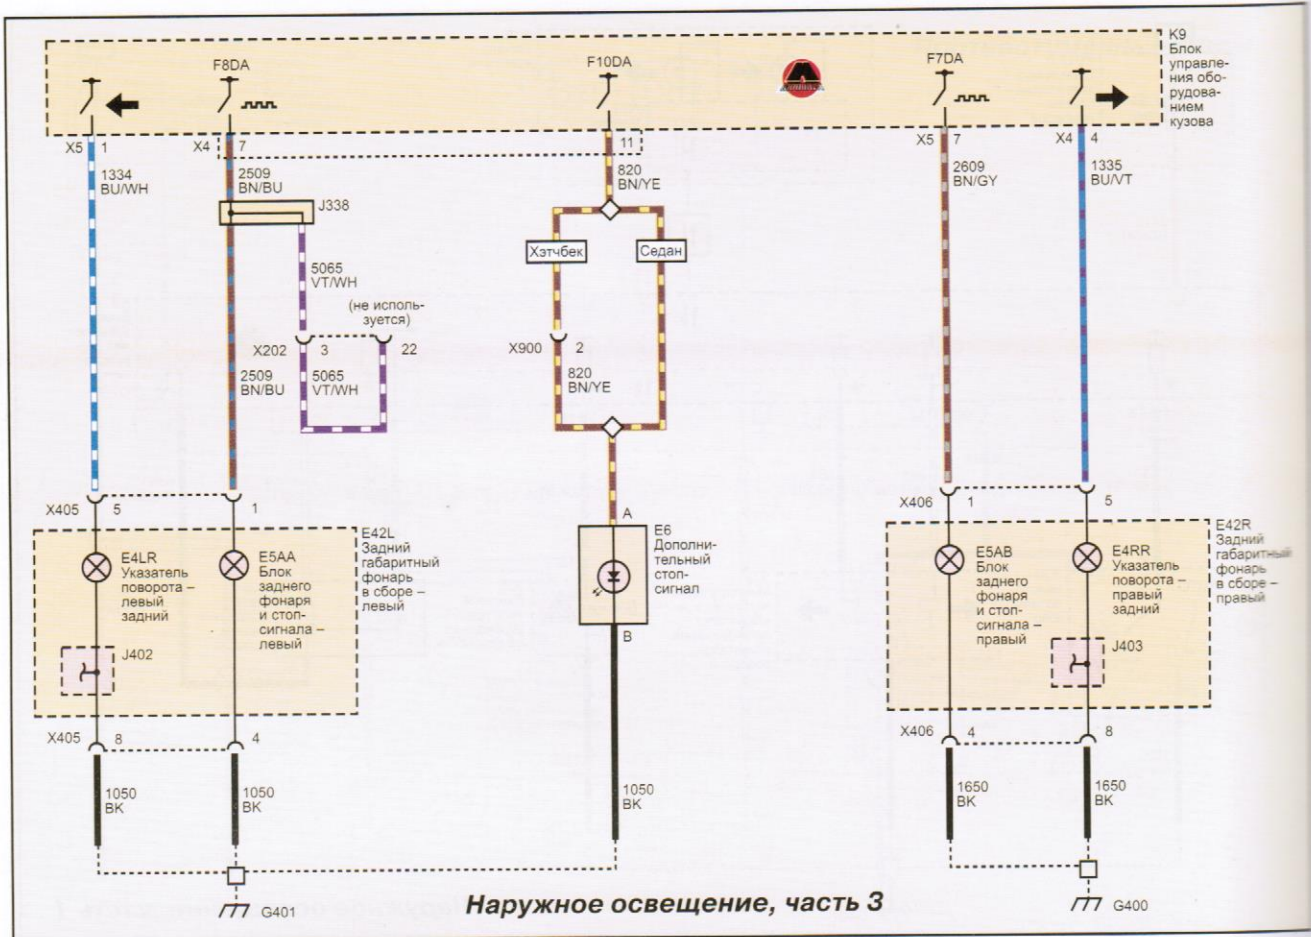 K9
Блок
управле-
ния обо-
рудова-
нием
кузова
F8DA
F10DA
F7DA
X5
1
X4
7
11
X5
7
X4
4
1334
BU/WH
2509
BN/BU
820
BN/YE
2609
BN/GY
1335
BU/VT
J338
5065
VT/WH
Хэтчбек
Седан
(не исполь-
зуется)
X202
3
22
X900
2
2509
BN/BU
5065
VT/WH
820
BN/YE
X405
5
1
A
X406
1
5
E42L
Задний
габаритный
фонарь
в сборе –
левый
E4LR
Указатель
поворота –
левый
задний
E5AA
Блок
заднего
фонаря
и стоп-
сигнала –
левый
E6
Дополни-
тельный
стоп-
сигнал
B
E5AB
Блок
заднего
фонаря
и стоп-
сигнала –
правый
E4RR
Указатель
поворота –
правый
задний
E42R
Задний
габаритный
фонарь
в сборе –
правый
J402
J403
X405
8
4
X406
4
8
1050
BK
1050
BK
1050
BK
1650
BK
1650
BK
G401
Наружное освещение, часть 3
G400